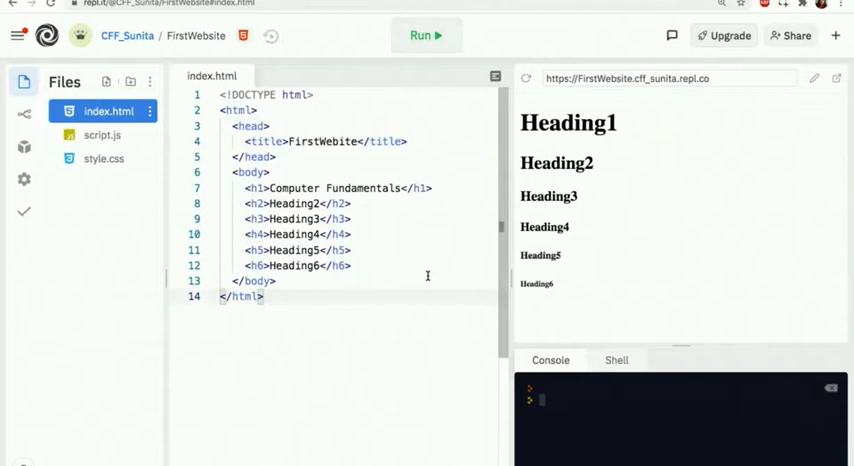 repl.it/@CFF_Sunita/FirstWebsite#index.html
CFF_Sunita / FirstWebsite
Run
Upgrade
Share
Files
index.html
script.js
style.css
index.html
1 <!DOCTYPE html>
2 <html>
3 <head>
4 <title>FirstWebite</title>
5 </head>
6 <body>
7 <h1>Computer Fundamentals</h1>
8 <h2>Heading2</h2>
9 <h3>Heading3</h3>
10 <h4>Heading4</h4>
11 <h5>Heading5</h5>
12 <h6>Heading6</h6>
13 </body>
14 </html>
https://FirstWebsite.cff_sunita.repl.co
Heading1
Heading2
Heading3
Heading4
Heading5
Heading6
Console Shell